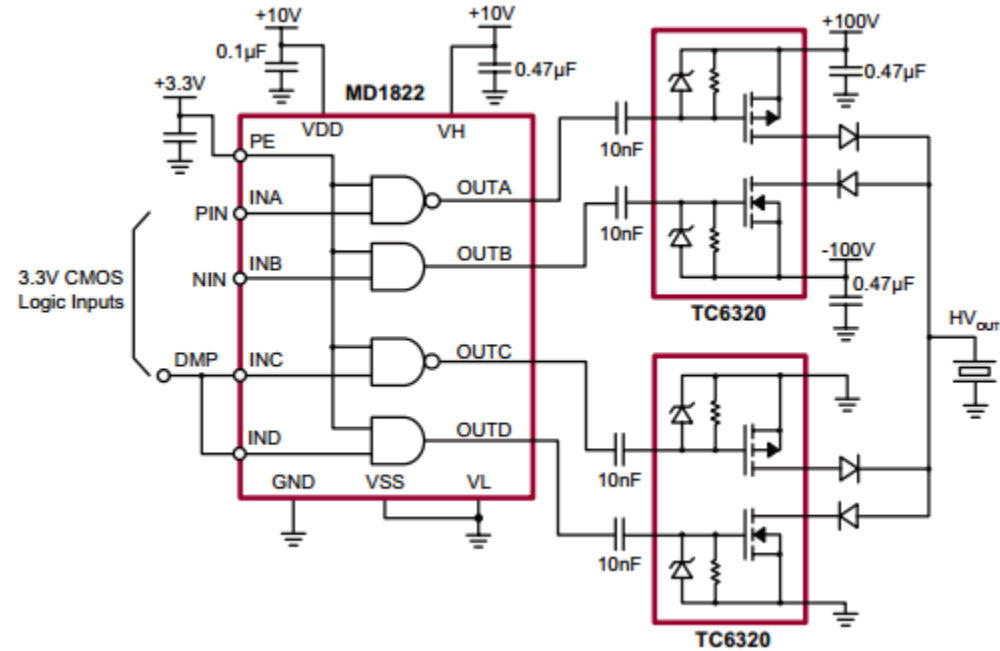 +10V
+10V
+100V
0.1µF
0.47µF
0.47µF
+3.3V
MD1822
VDD
VH
PE
10nF
INA
OUTA
PIN
INB
OUTB
10nF
NIN
-100V
3.3V CMOS
Logic Inputs
0.47µF
TC6320
HVOUT
DMP
INC
OUTC
IND
OUTD
10nF
GND
VSS
VL
10nF
TC6320